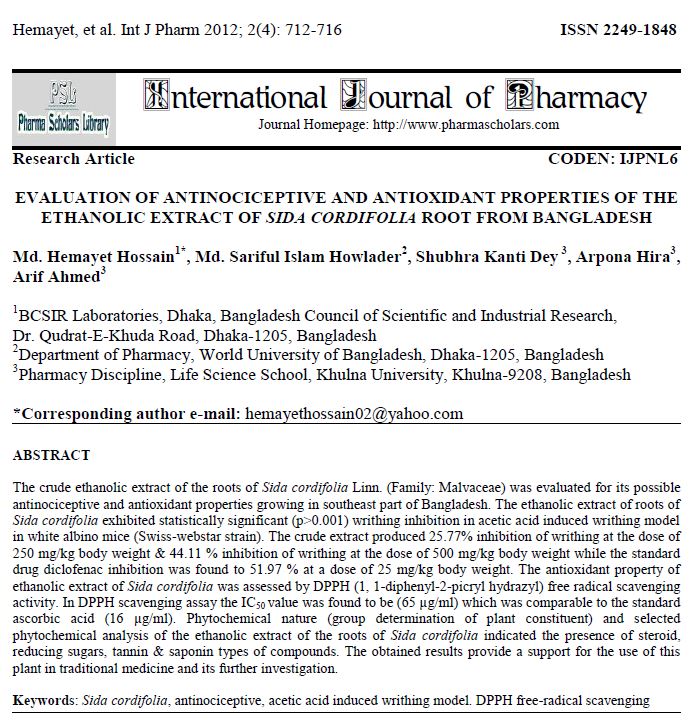 Hemayet, et al. Int J Pharm 2012; 2(4): 712-716 ISSN 2249-1848
PSL
Pharma Scholars Library
International Journal of Pharmacy
Journal Homepage: http://www.pharmascholars.com
Research Article CODEN: IJPNL6
EVALUATION OF ANTINOCICEPTIVE AND ANTIOXIDANT PROPERTIES OF THE
ETHANOLIC EXTRACT OF SIDA CORDIFOLIA ROOT FROM BANGLADESH
Md. Hemayet Hossain1*, Md. Sariful Islam Howlader2, Shubhra Kanti Dey 3, Arpona Hira3,
Arif Ahmed3
1BCSIR Laboratories, Dhaka, Bangladesh Council of Scientific and Industrial Research,
Dr. Qudrat-E-Khuda Road, Dhaka-1205, Bangladesh
2Department of Pharmacy, World University of Bangladesh, Dhaka-1205, Bangladesh
3Pharmacy Discipline, Life Science School, Khulna University, Khulna-9208, Bangladesh
*Corresponding author e-mail: hemayethossain02@yahoo.com
ABSTRACT
The crude ethanolic extract of the roots of Sida cordifolia Linn. (Family: Malvaceae) was evaluated for its possible
antinociceptive and antioxidant properties growing in southeast part of Bangladesh. The ethanolic extract of roots of
Sida cordifolia exhibited statistically significant (p>0.001) writhing inhibition in acetic acid induced writhing model
in white albino mice (Swiss-webstar strain). The crude extract produced 25.77% inhibition of writhing at the dose of
250 mg/kg body weight & 44.11 % inhibition of writhing at the dose of 500 mg/kg body weight while the standard
drug diclofenac inhibition was found to 51.97 % at a dose of 25 mg/kg body weight. The antioxidant property of
ethanolic extract of Sida cordifolia was assessed by DPPH (1, 1-diphenyl-2-picryl hydrazyl) free radical scavenging
activity. In DPPH scavenging assay the IC50 value was found to be (65 µg/ml) which was comparable to the standard
ascorbic acid (16 µg/ml). Phytochemical nature (group determination of plant constituent) and selected
phytochemical analysis of the ethanolic extract of the roots of Sida cordifolia indicated the presence of steroid,
reducing sugars, tannin & saponin types of compounds. The obtained results provide a support for the use of this
plant in traditional medicine and its further investigation.
Keywords: Sida cordifolia, antinociceptive, acetic acid induced writhing model. DPPH free-radical scavenging